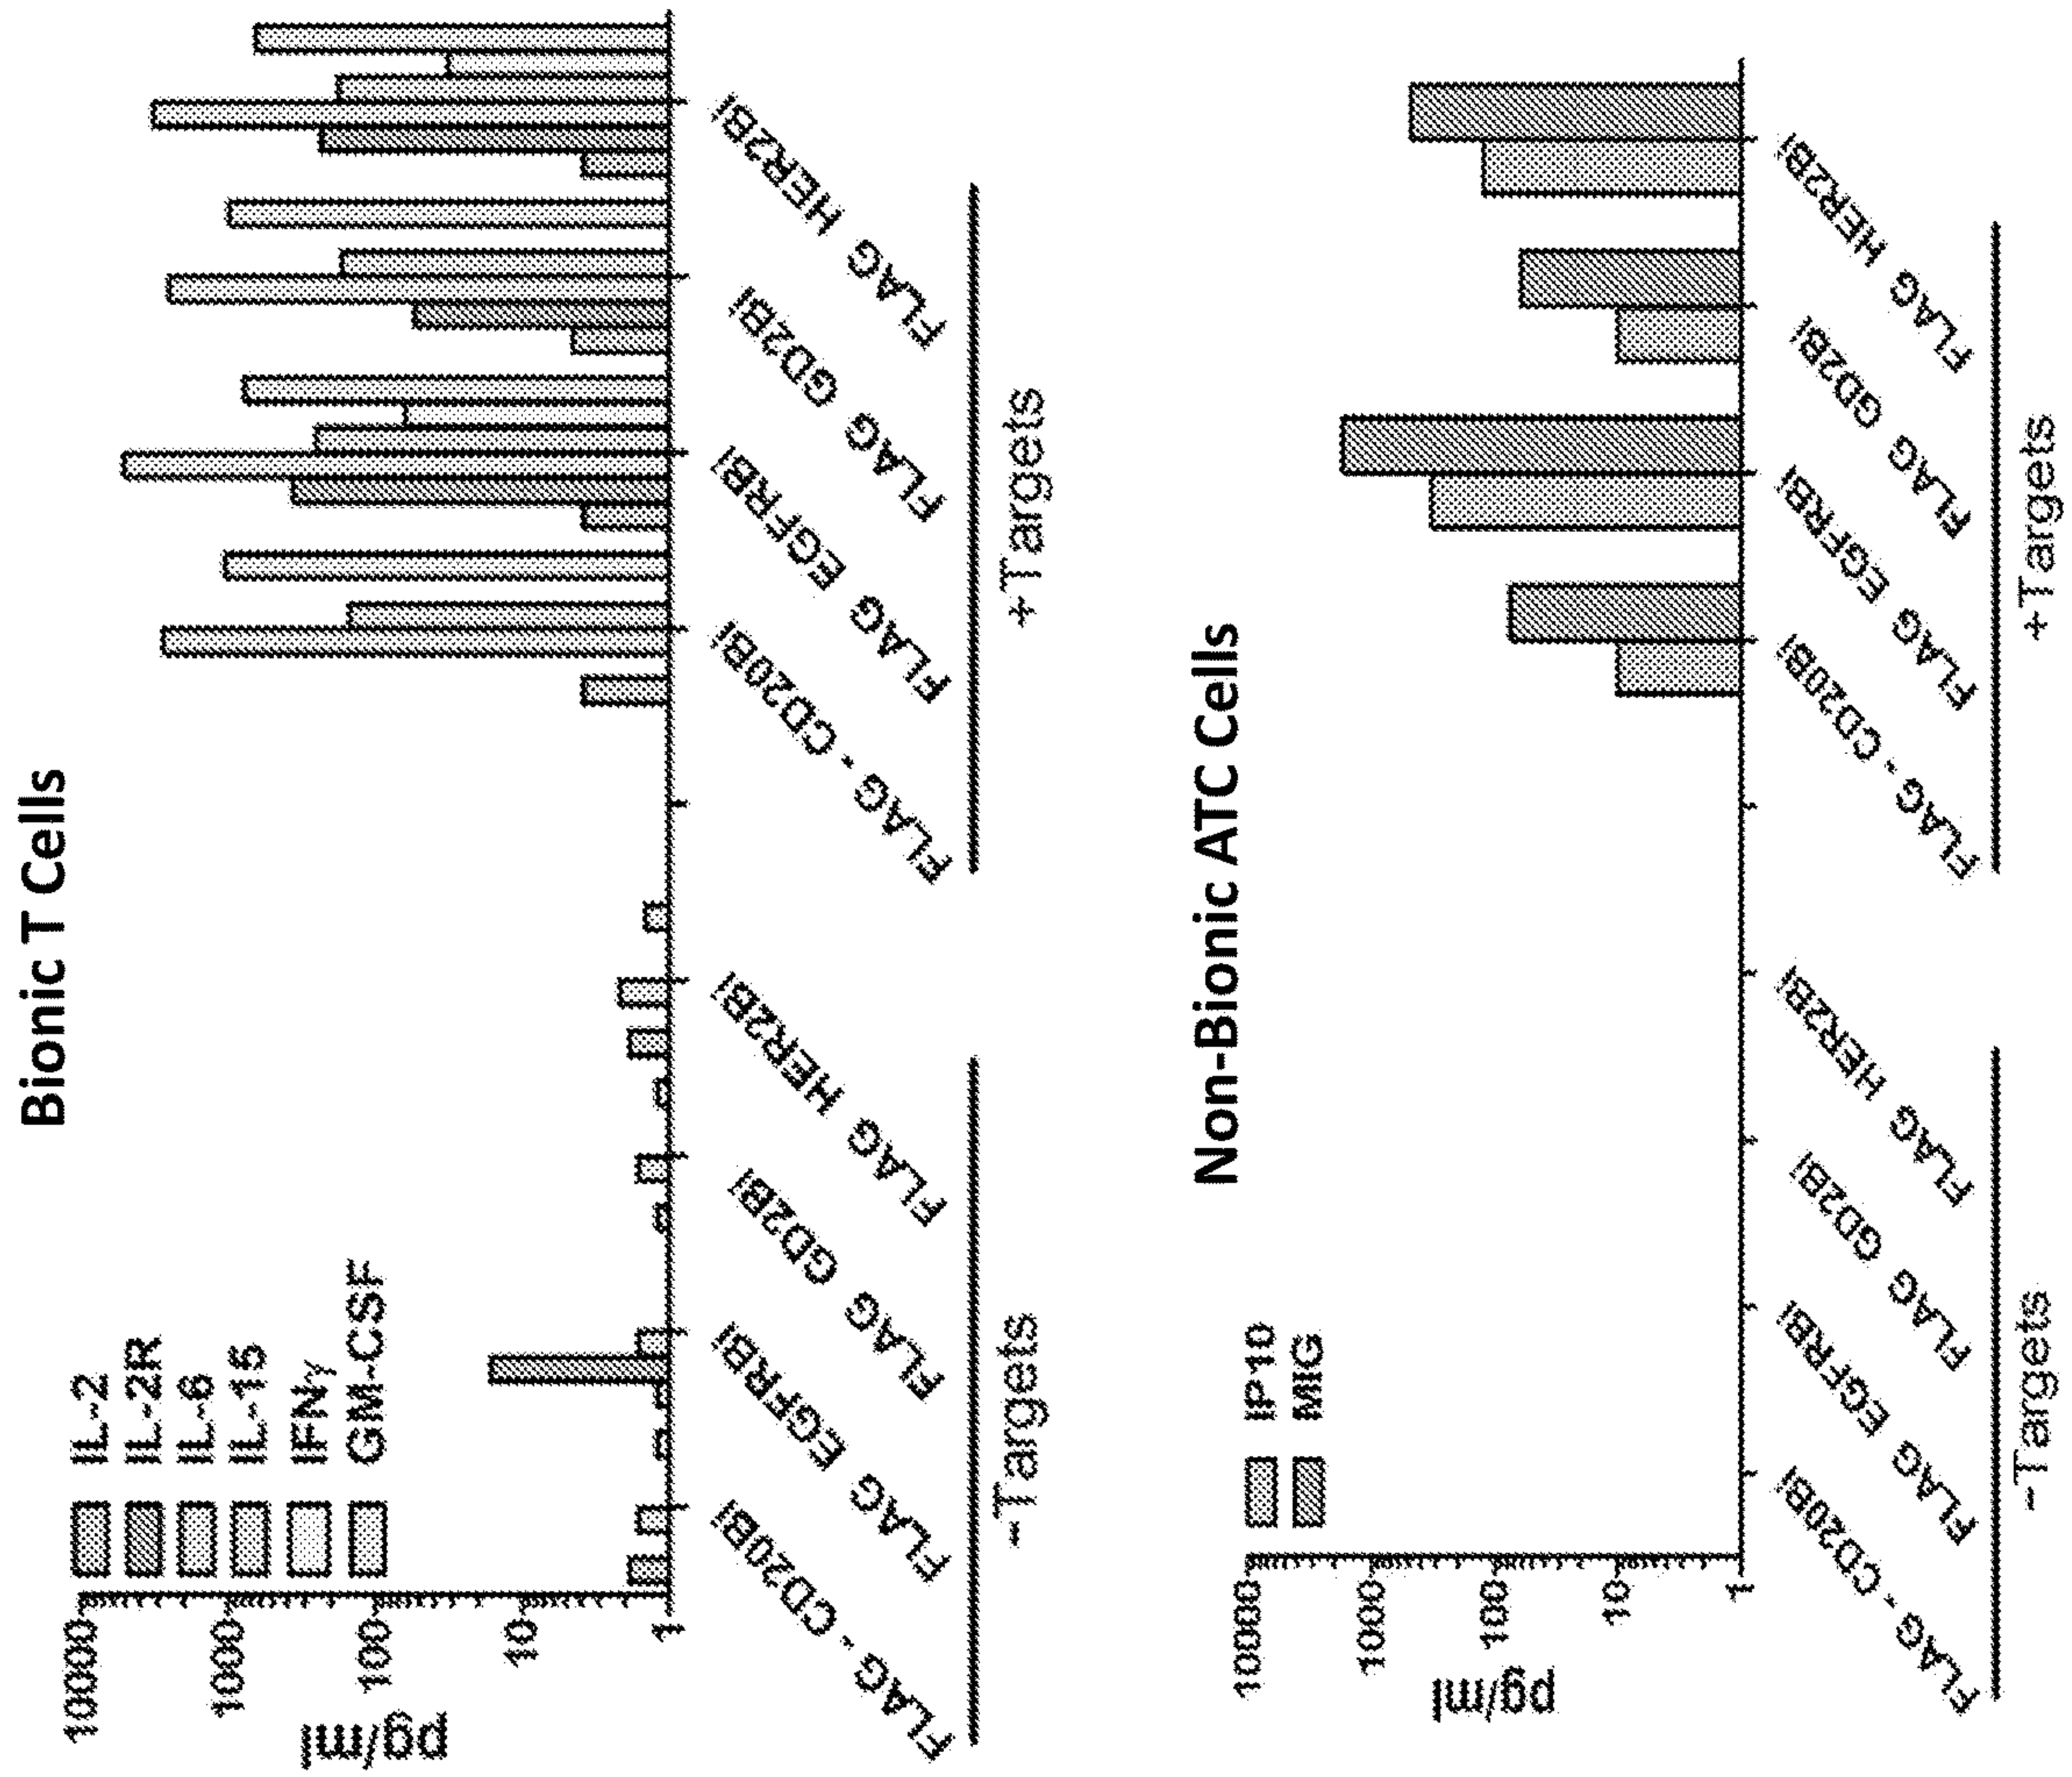 Bionic T Cells
IL-2
IL-2R
IL-6
IL-15
IFNγ
GM-CSF
pg/ml
10000
1000
100
10
1
FLAG - CD20Bi
FLAG EGFRBi
FLAG GD2Bi
FLAG HER2Bi
FLAG - CD20Bi
FLAG EGFRBi
FLAG GD2Bi
FLAG HER2Bi
-Targets
+Targets
Non-Bionic ATC Cells
IP10
MIG
pg/ml
10000
1000
100
10
1
FLAG - CD20Bi
FLAG EGFRBi
FLAG GD2Bi
FLAG HER2Bi
FLAG - CD20Bi
FLAG EGFRBi
FLAG GD2Bi
FLAG HER2Bi
-Targets
+Targets